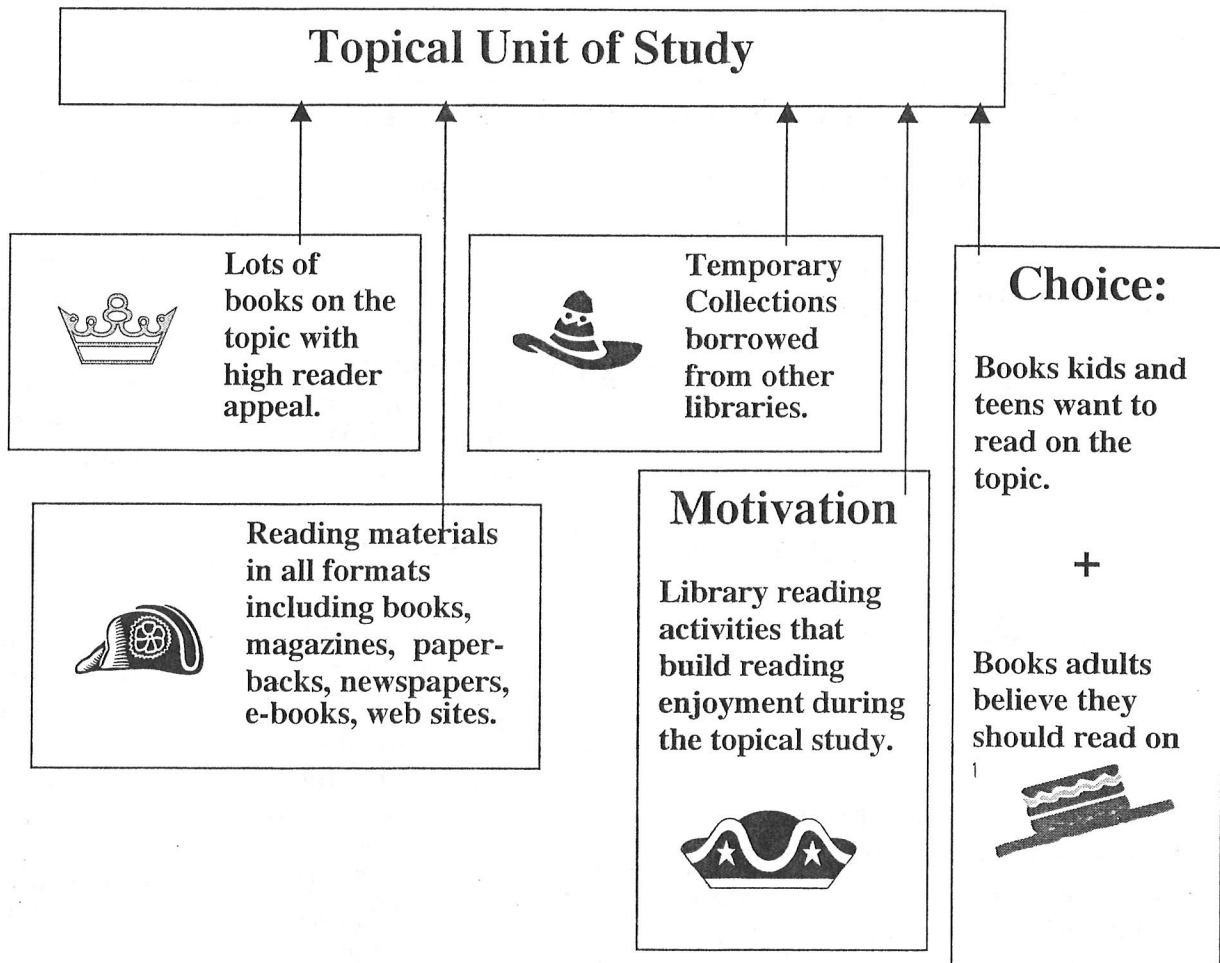 Topical Unit of Study
Lots of
books on the
topic with
high reader
appeal.
Temporary
Collections
borrowed
from other
libraries.
Choice:
Books kids and
teens want to
read on the
topic.
+
Books adults
believe they
should read on
Reading materials
in all formats
including books,
magazines, paper-
backs, newspapers,
e-books, web sites.
Motivation
Library reading
activities that
build reading
enjoyment during
the topical study.